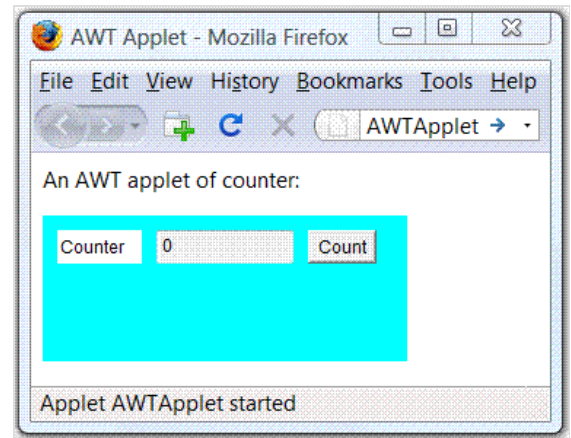 AWT Applet - Mozilla Firefox
File Edit View History Bookmarks Tools Help
AWTApplet
An AWT applet of counter:
Counter 0 Count
Applet AWTApplet started